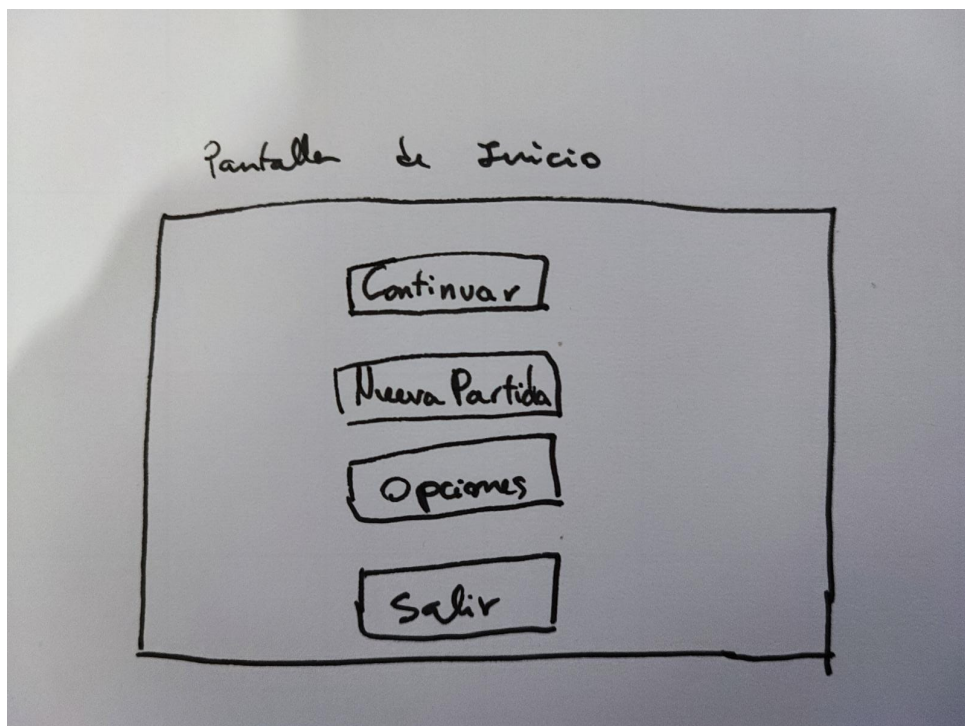 Pantalla de Inicio
Continuar
Nueva Partida
Opciones
Salir